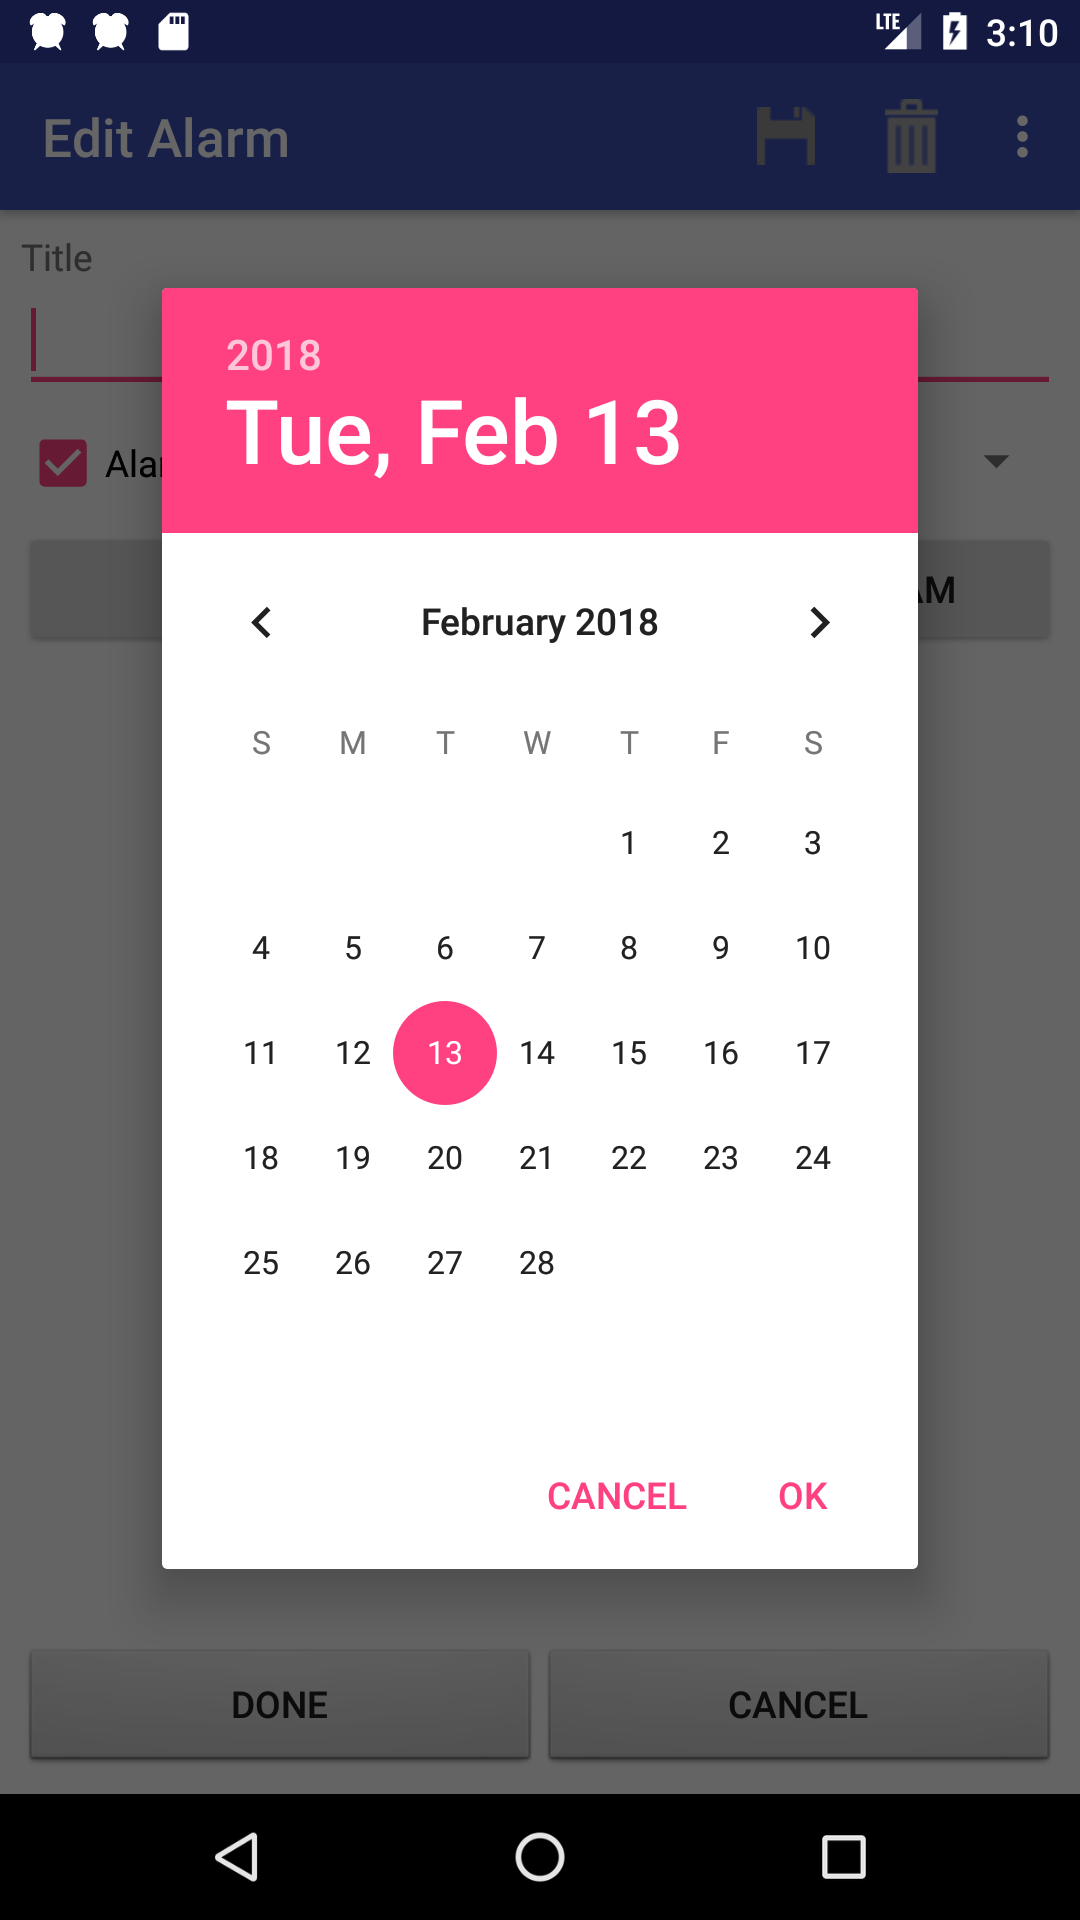 LTE 3:10
Edit Alarm
Title
2018
Tue, Feb 13
Alar
AM
February 2018
S M T W T F S
1 2 3
4 5 6 7 8 9 10
11 12 13 14 15 16 17
18 19 20 21 22 23 24
25 26 27 28
CANCEL OK
DONE CANCEL